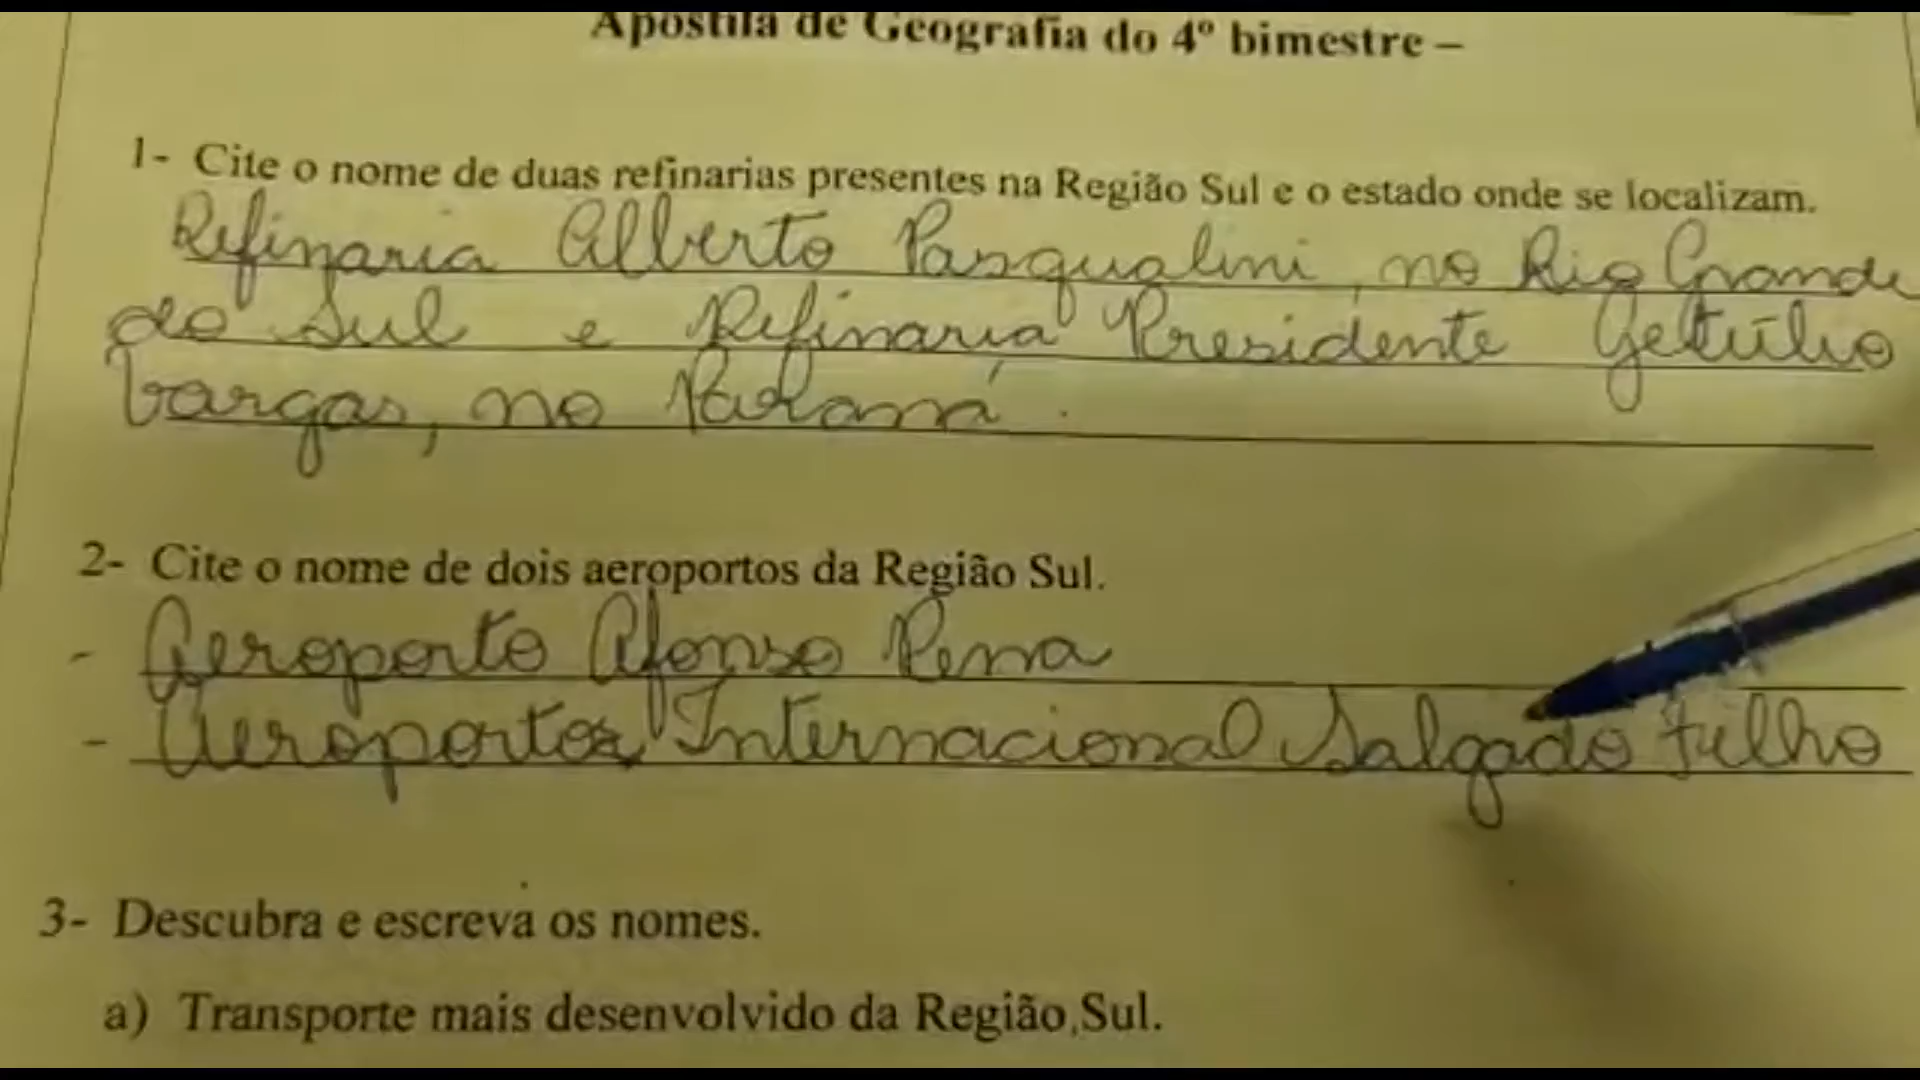 Apostila de Geografia do 4º bimestre –
1- Cite o nome de duas refinarias presentes na Região Sul e o estado onde se localizam.
Refinaria Alberto Pasqualini, no Rio Grande
do Sul e Refinaria Presidente Getúlio
Vargas, no Paraná.
2- Cite o nome de dois aeroportos da Região Sul.
- Aeroporto Afonso Pena
- Aeroporto Internacional Salgado Filho
3- Descubra e escreva os nomes.
a) Transporte mais desenvolvido da Região Sul.